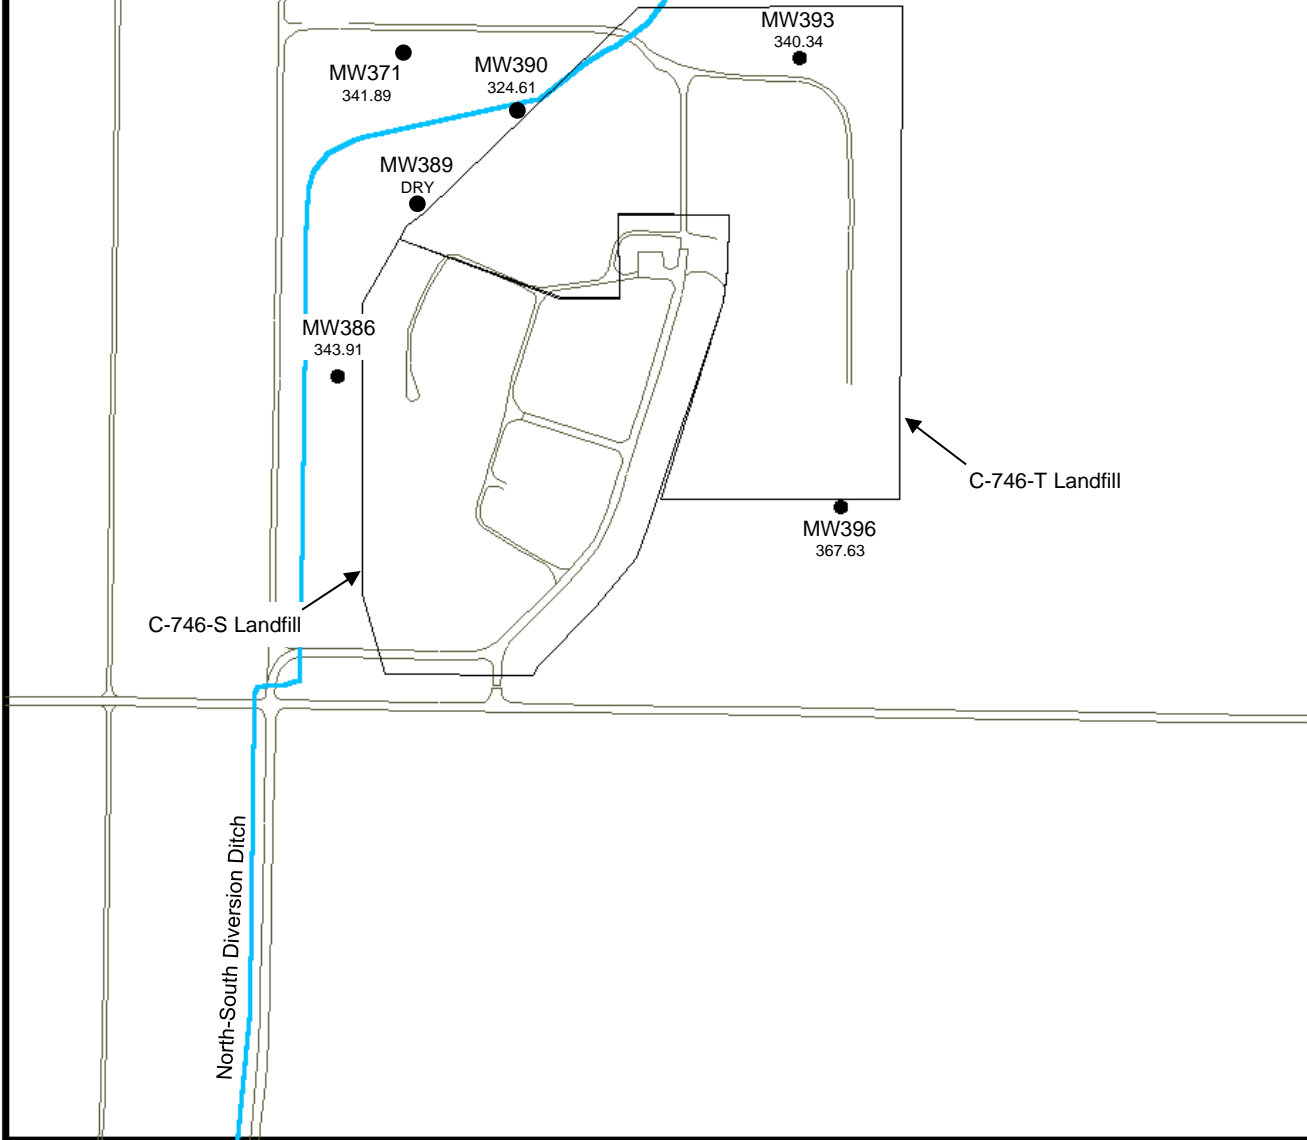 MW393
340.34
MW371
341.89
MW390
324.61
MW389
DRY
MW386
343.91
C-746-T Landfill
MW396
367.63
C-746-S Landfill
North-South Diversion Ditch